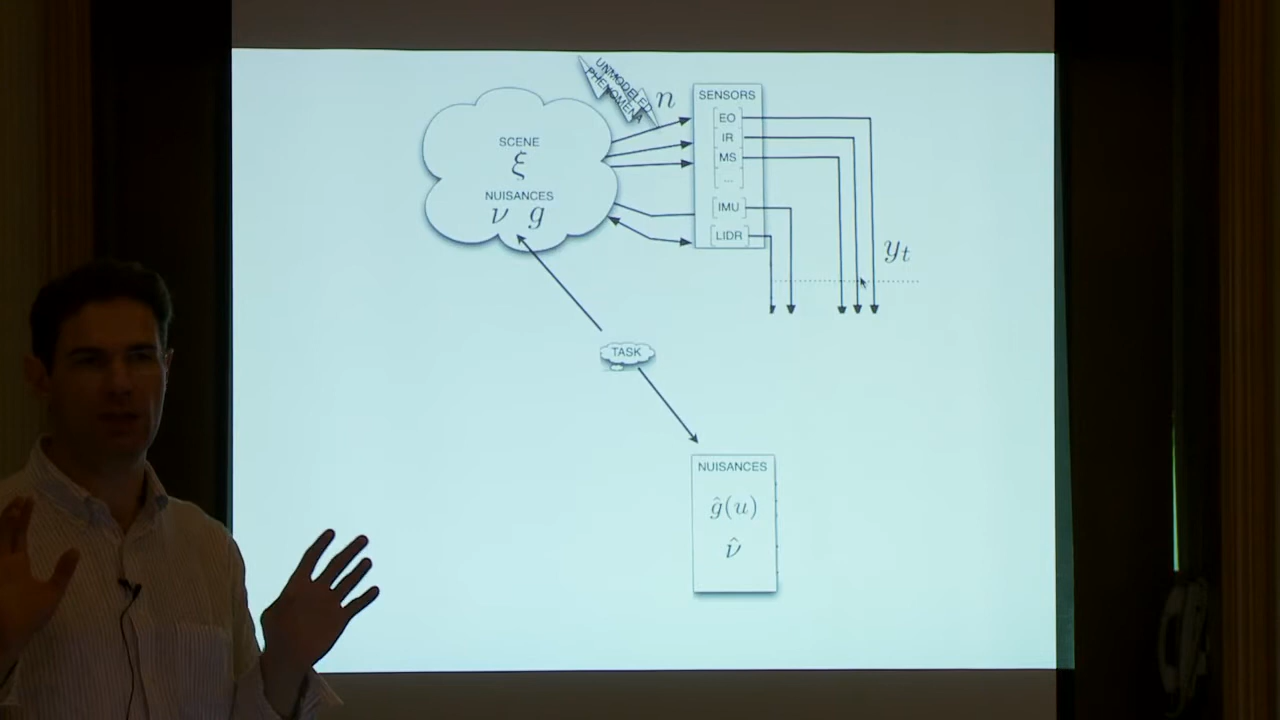 UNMODELED
PHENOMENA
n
SENSORS
EO
IR
MS
...
IMU
LIDR
SCENE
ξ
NUISANCES
ν g
y_t
TASK
NUISANCES
ĝ(u)
ν̂